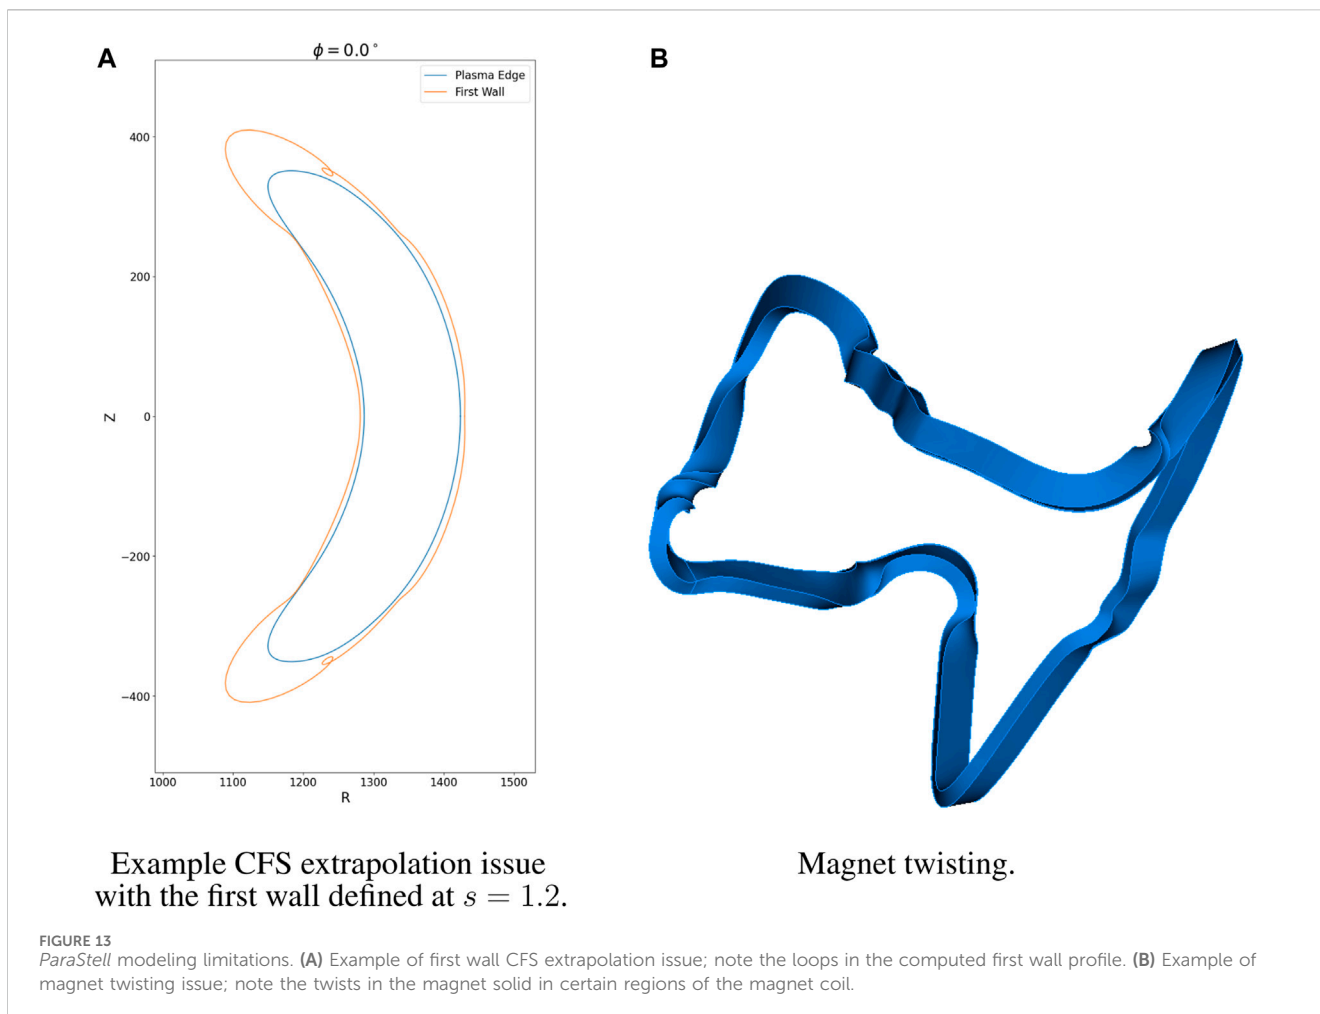 A
B
ϕ = 0.0°
Plasma Edge
First Wall
400
200
0
−200
−400
Z
1000 1100 1200 1300 1400 1500
R
Example CFS extrapolation issue
with the first wall defined at s = 1.2.
Magnet twisting.
FIGURE 13
ParaStell modeling limitations. (A) Example of first wall CFS extrapolation issue; note the loops in the computed first wall profile. (B) Example of
magnet twisting issue; note the twists in the magnet solid in certain regions of the magnet coil.